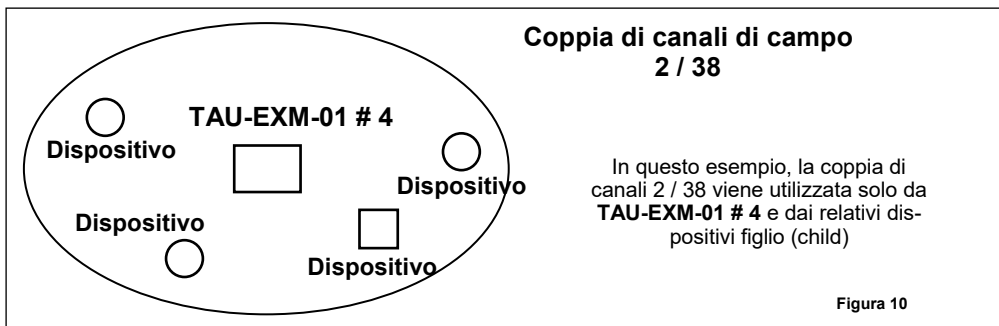 Coppia di canali di campo
2 / 38
TAU-EXM-01 # 4
Dispositivo
Dispositivo
Dispositivo
Dispositivo
In questo esempio, la coppia di
canali 2 / 38 viene utilizzata solo da
TAU-EXM-01 # 4 e dai relativi dis-
positivi figlio (child)
Figura 10